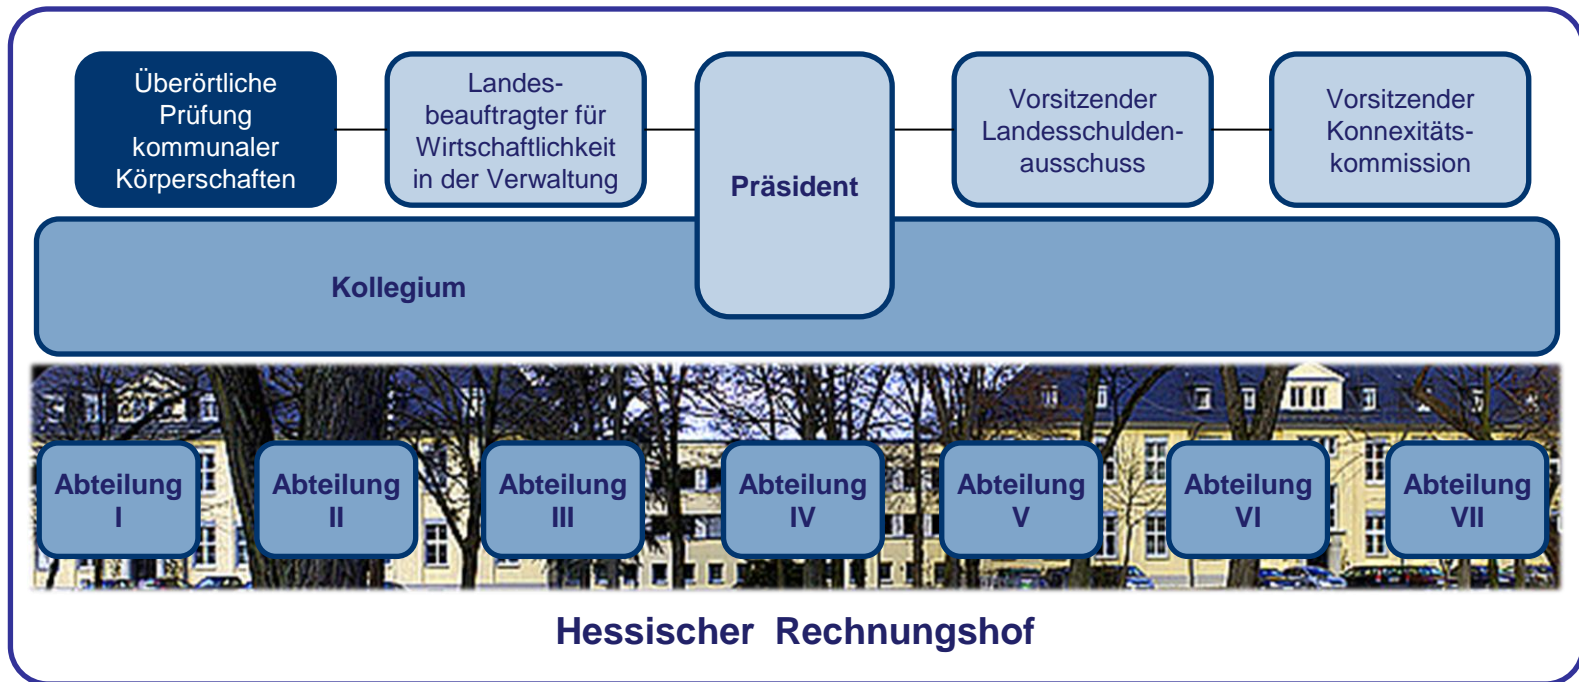 Überörtliche
Prüfung
kommunaler
Körperschaften
Landes-
beauftragter für
Wirtschaftlichkeit
in der Verwaltung
Präsident
Vorsitzender
Landesschulden-
ausschuss
Vorsitzender
Konnexitäts-
kommission
Kollegium
Abteilung
I
Abteilung
II
Abteilung
III
Abteilung
IV
Abteilung
V
Abteilung
VI
Abteilung
VII
Hessischer Rechnungshof